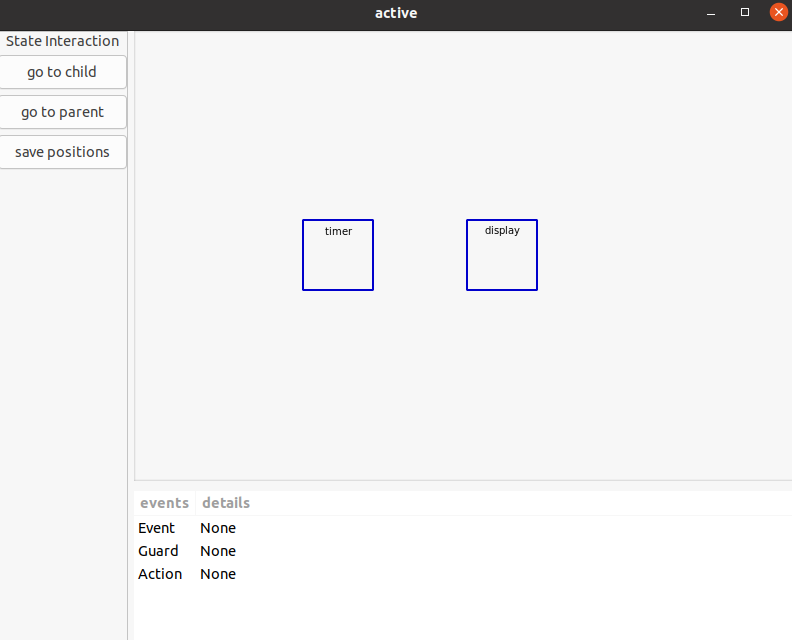 active
State Interaction
go to child
go to parent
save positions
timer
display
events details
Event None
Guard None
Action None